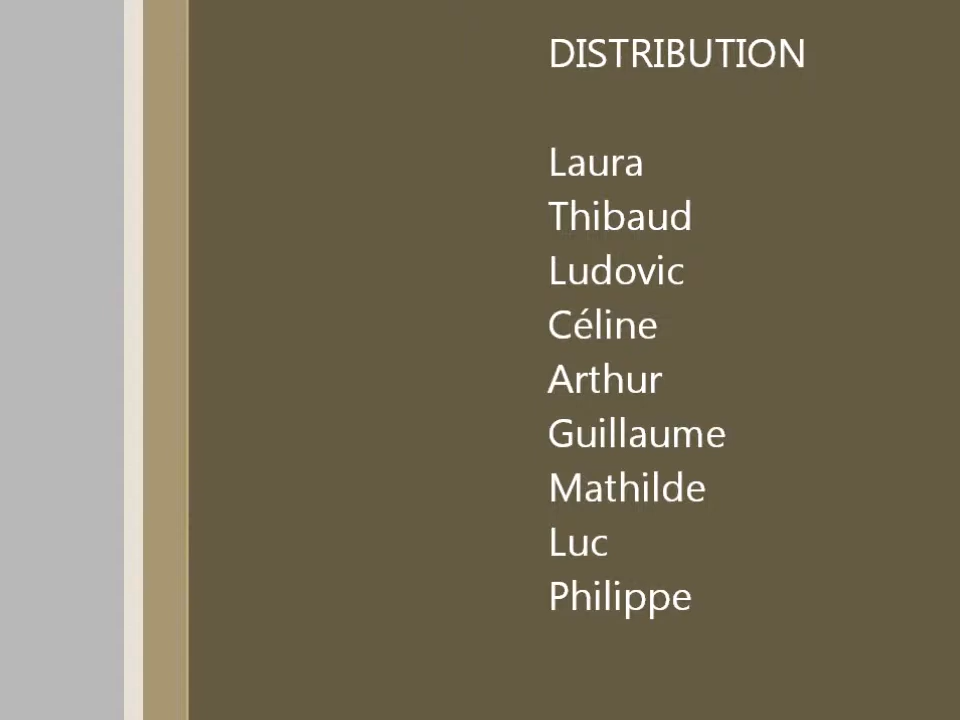 DISTRIBUTION
Laura
Thibaud
Ludovic
Céline
Arthur
Guillaume
Mathilde
Luc
Philippe